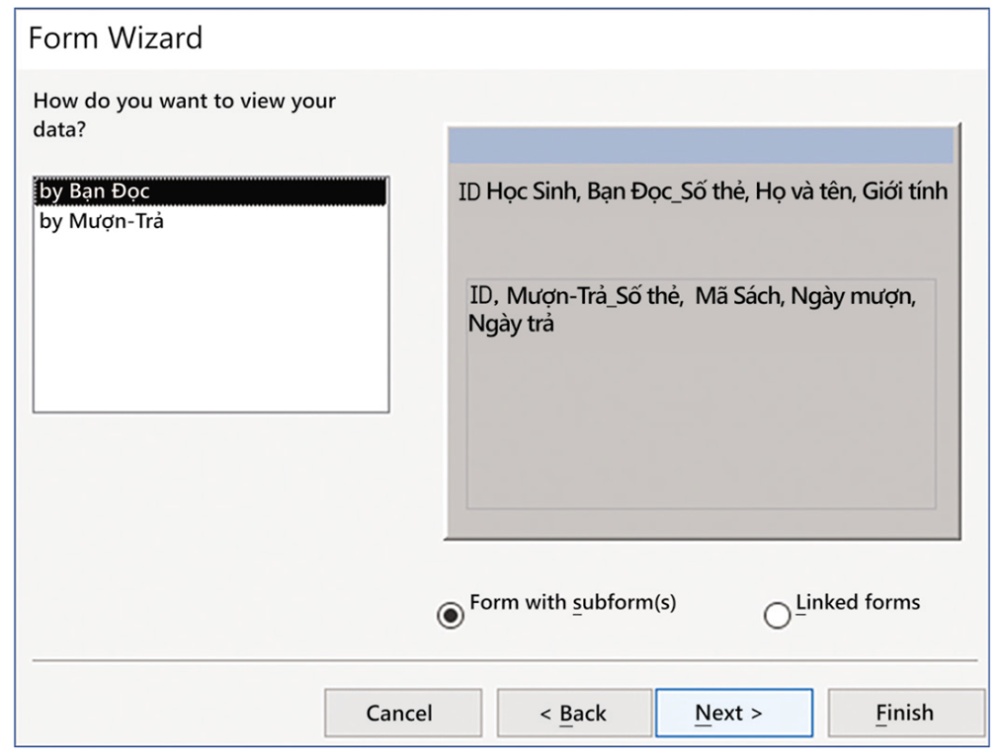 Form Wizard
How do you want to view your
data?
by Bạn Đọc
by Mượn-Trả
ID Học Sinh, Bạn Đọc_Số thẻ, Họ và tên, Giới tính
ID, Mượn-Trả_Số thẻ, Mã Sách, Ngày mượn,
Ngày trả
Form with subform(s)
Linked forms
Cancel
< Back
Next >
Finish